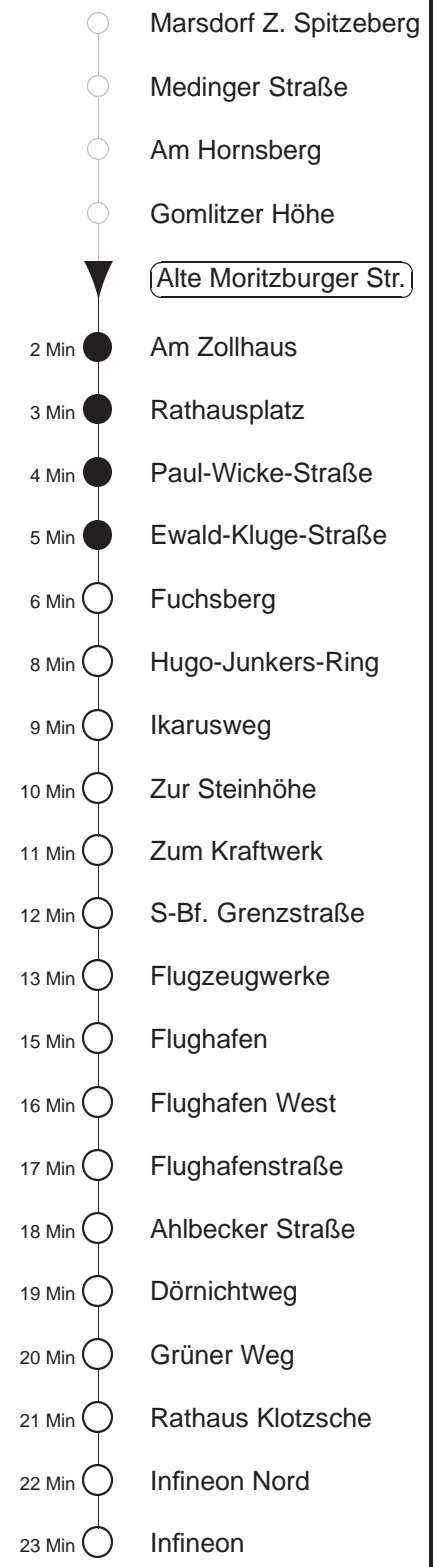 Marsdorf Z. Spitzeberg
Medinger Straße
Am Hornsberg
Gomlitzer Höhe
Alte Moritzburger Str.
2 Min Am Zollhaus
3 Min Rathausplatz
4 Min Paul-Wicke-Straße
5 Min Ewald-Kluge-Straße
6 Min Fuchsberg
8 Min Hugo-Junkers-Ring
9 Min Ikarusweg
10 Min Zur Steinhöhe
11 Min Zum Kraftwerk
12 Min S-Bf. Grenzstraße
13 Min Flugzeugwerke
15 Min Flughafen
16 Min Flughafen West
17 Min Flughafenstraße
18 Min Ahlbecker Straße
19 Min Dörnichtweg
20 Min Grüner Weg
21 Min Rathaus Klotzsche
22 Min Infineon Nord
23 Min Infineon